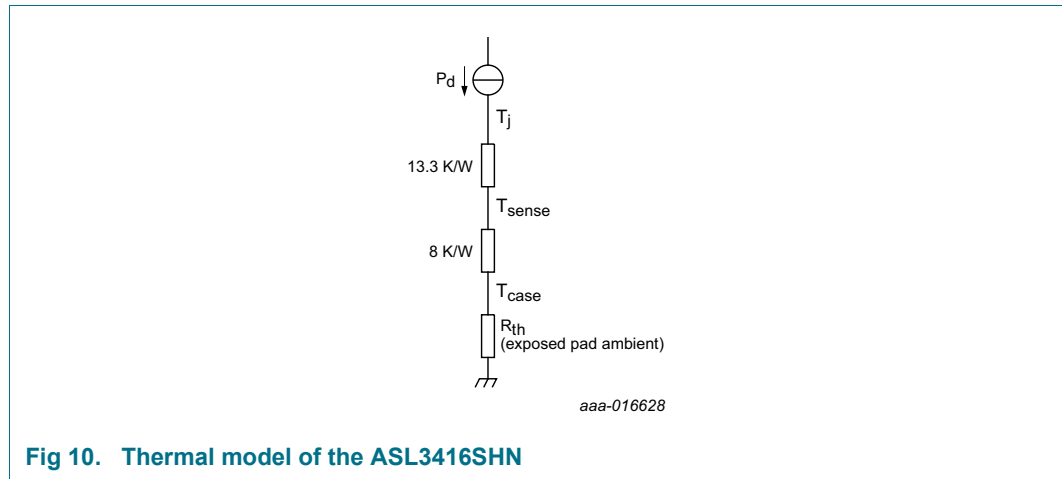 Pd
Tj
13.3 K/W
Tsense
8 K/W
Tcase
Rth
(exposed pad ambient)
aaa-016628
Fig 10. Thermal model of the ASL3416SHN